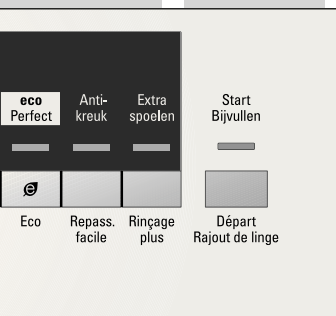 eco
Perfect
Anti-
kreuk
Extra
spoelen
Start
Bijvullen
Eco
Repass.
facile
Rinçage
plus
Départ
Rajout de linge